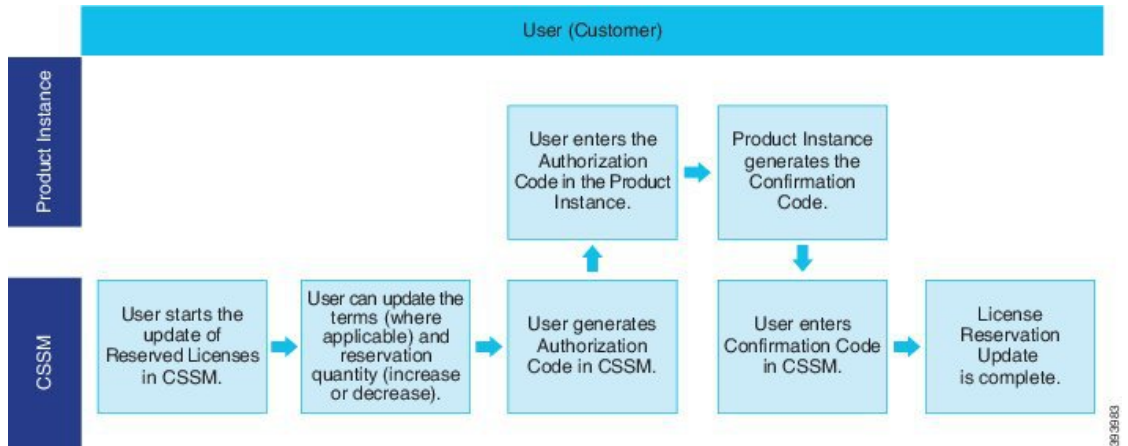 User (Customer)
Product Instance
User enters the
Authorization
Code in the Product
Instance.
Product Instance
generates the
Confirmation
Code.
CSSM
User starts the
update of
Reserved Licenses
in CSSM.
User can update the
terms (where
applicable) and
reservation
quantity (increase
or decrease).
User generates
Authorization
Code in CSSM.
User enters
Confirmation Code
in CSSM.
License
Reservation
Update
is complete.
393983